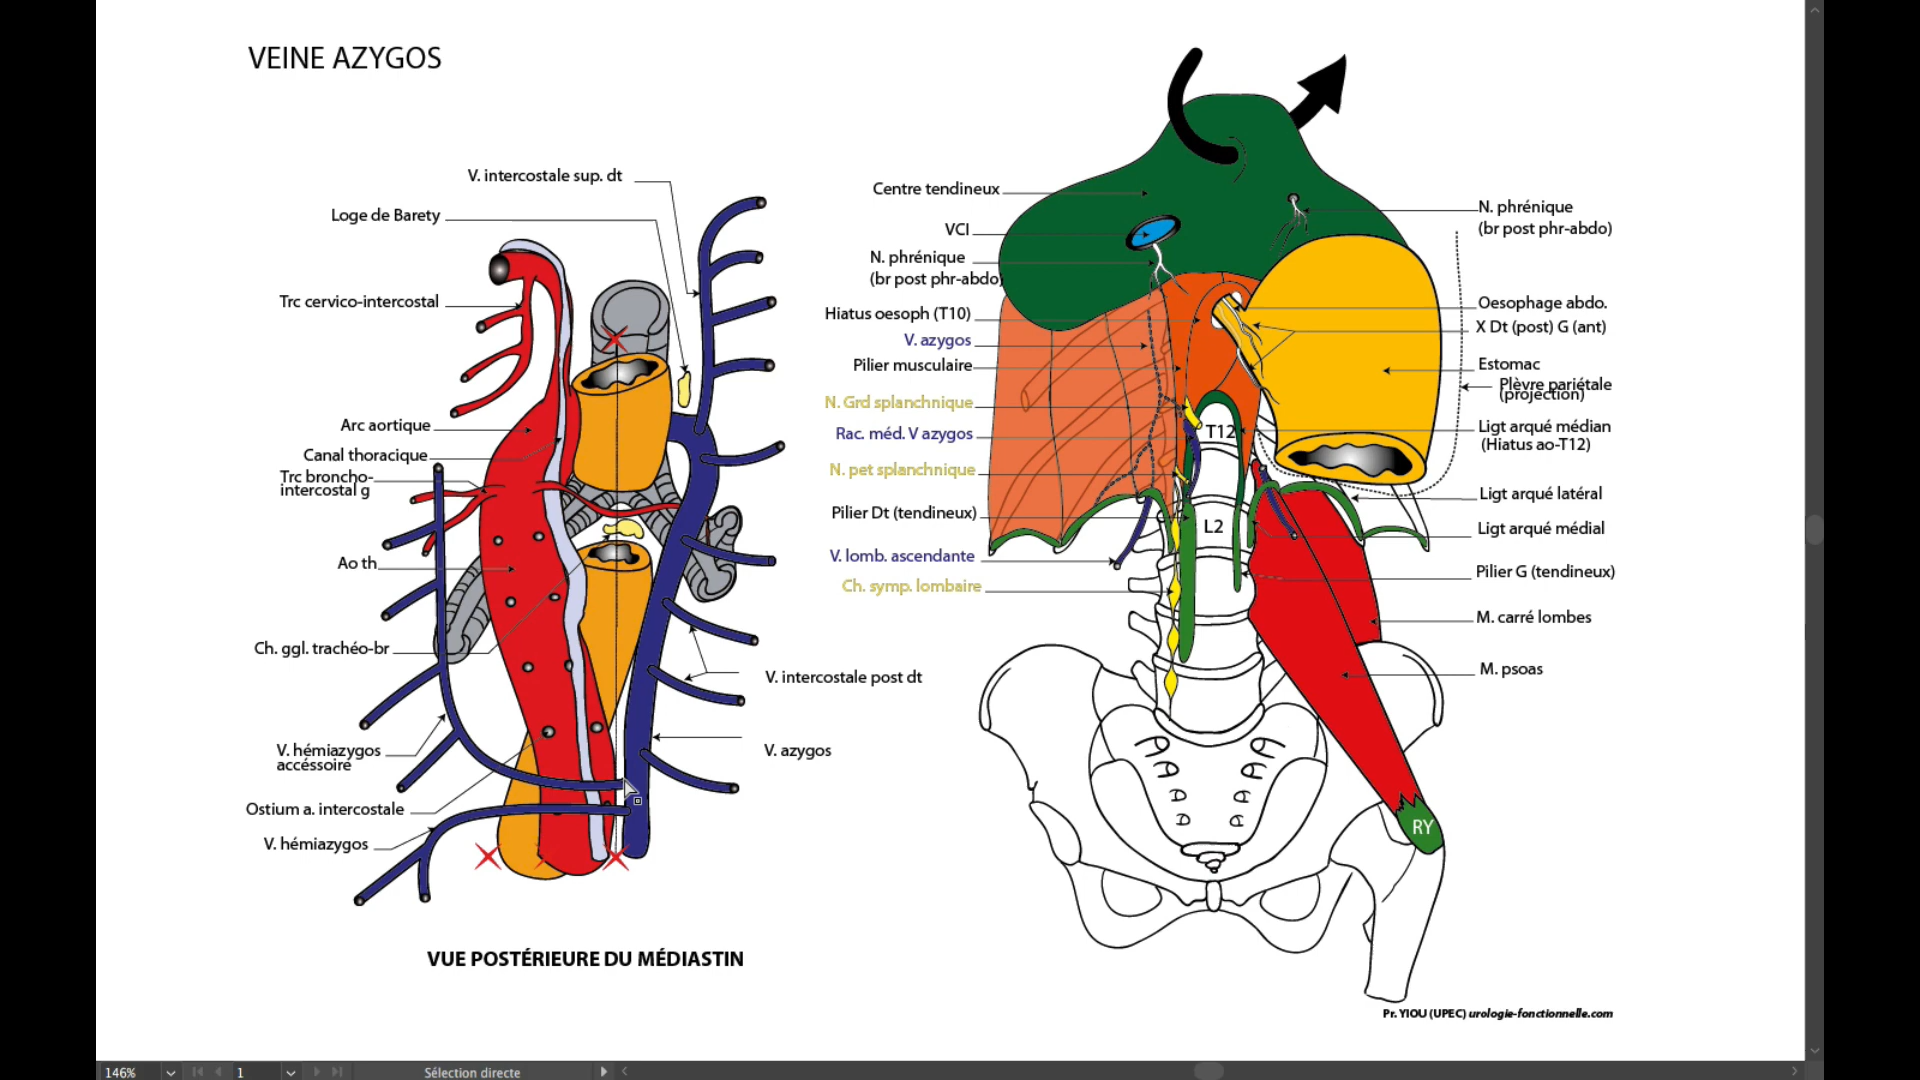 VEINE AZYGOS
V. intercostale sup. dt
Loge de Barety
Trc cervico-intercostal
Arc aortique
Canal thoracique
Trc broncho-
intercostal g
Ao th
Ch. ggl. trachéo-br
V. hémiazygos
accéssoire
Ostium a. intercostale
V. hémiazygos
V. intercostale post dt
V. azygos
VUE POSTÉRIEURE DU MÉDIASTIN
Centre tendineux
VCI
N. phrénique
(br post phr-abdo)
Hiatus oesoph (T10)
V. azygos
Pilier musculaire
N. Grd splanchnique
Rac. méd. V azygos
N. pet splanchnique
Pilier Dt (tendineux)
V. lomb. ascendante
Ch. symp. lombaire
T12
L2
N. phrénique
(br post phr-abdo)
Oesophage abdo.
X Dt (post) G (ant)
Estomac
Plèvre pariétale
(projection)
Ligt arqué médian
(Hiatus ao-T12)
Ligt arqué latéral
Ligt arqué médial
Pilier G (tendineux)
M. carré lombes
M. psoas
RY
Pr. YIOU (UPEC) urologie-fonctionnelle.com
146%
1
Sélection directe